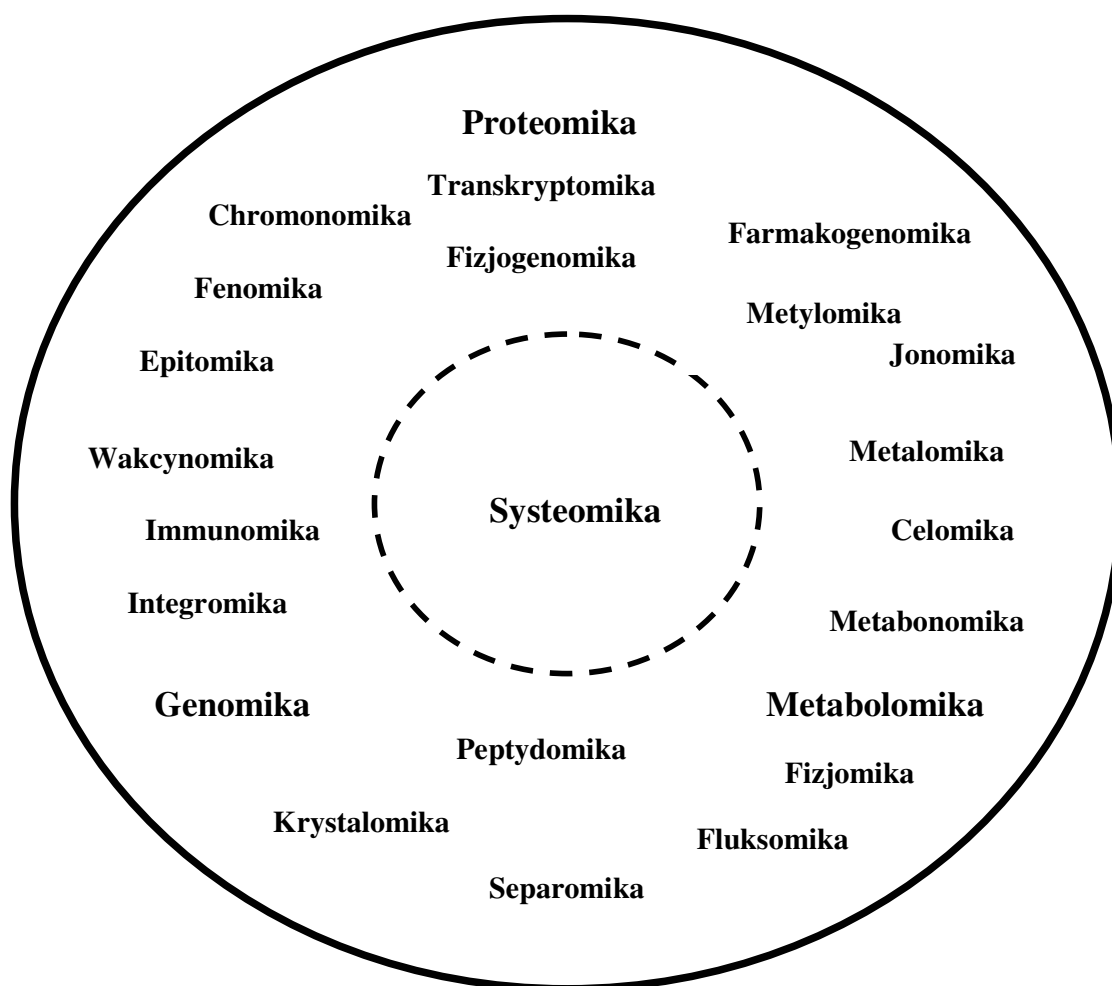 Proteomika
Transkryptomika
Chromonomika
Farmakogenomika
Fizjogenomika
Fenomika
Metylomika
Jonomika
Epitomika
Metalomika
Wakcynomika
Systeomika
Celomika
Immunomika
Integromika
Metabonomika
Genomika
Metabolomika
Peptydomika
Fizjomika
Krystalomika
Fluksomika
Separomika